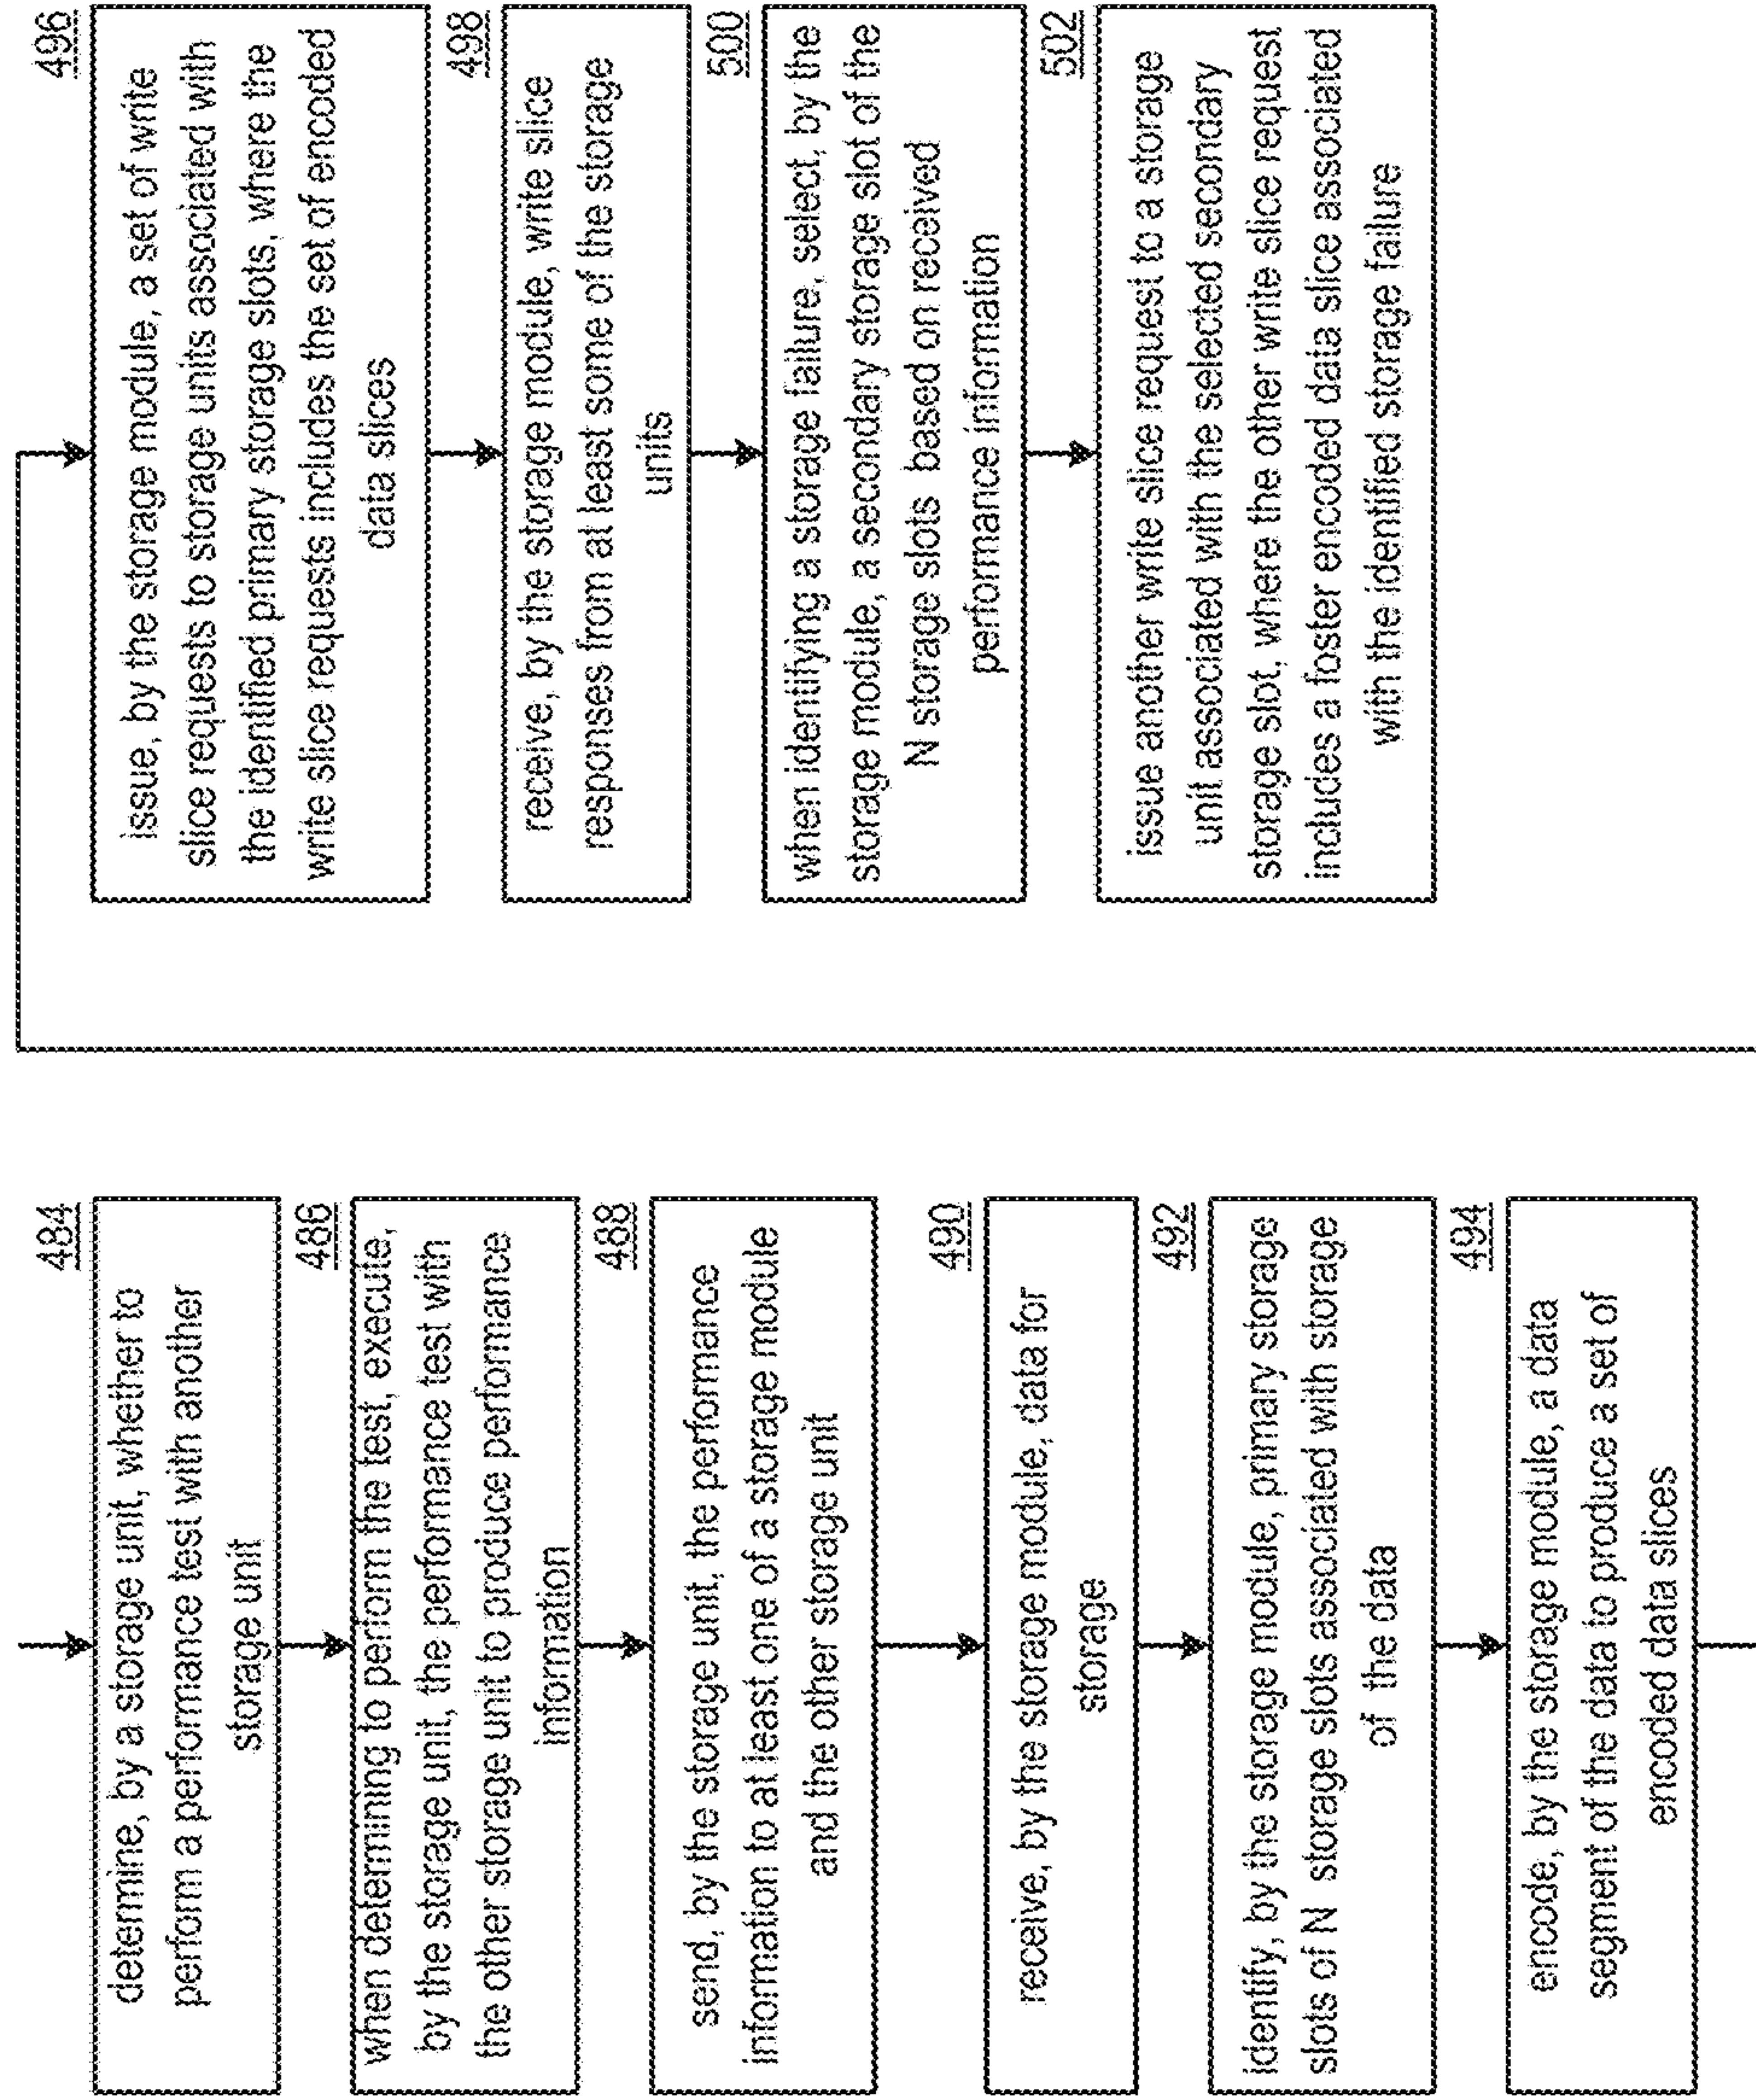 484
determine, by a storage unit, whether to
perform a performance test with another
storage unit
486
when determining to perform the test, execute,
by the storage unit, the performance test with
the other storage unit to produce performance
information
488
send, by the storage unit, the performance
information to at least one of a storage module
and the other storage unit
490
receive, by the storage module, data for
storage
492
identify, by the storage module, primary storage
slots of N storage slots associated with storage
of the data
494
encode, by the storage module, a data
segment of the data to produce a set of
encoded data slices
496
issue, by the storage module, a set of write
slice requests to storage units associated with
the identified primary storage slots, where the
write slice requests includes the set of encoded
data slices
498
receive, by the storage module, write slice
responses from at least some of the storage
units
500
when identifying a storage failure, select, by the
storage module, a secondary storage slot of the
N storage slots based on received
performance information
502
issue another write slice request to a storage
unit associated with the selected secondary
storage slot, where the other write slice request
includes a foster encoded data slice associated
with the identified storage failure